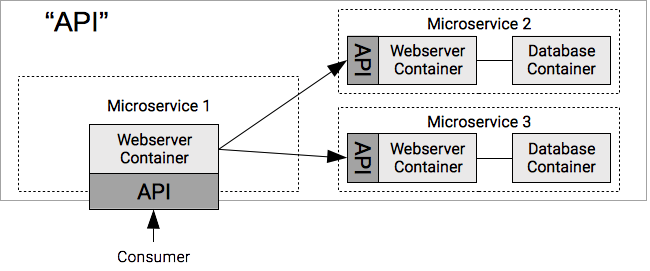 “API”
Microservice 1
Webserver
Container
API
Consumer
Microservice 2
API
Webserver
Container
Database
Container
Microservice 3
API
Webserver
Container
Database
Container